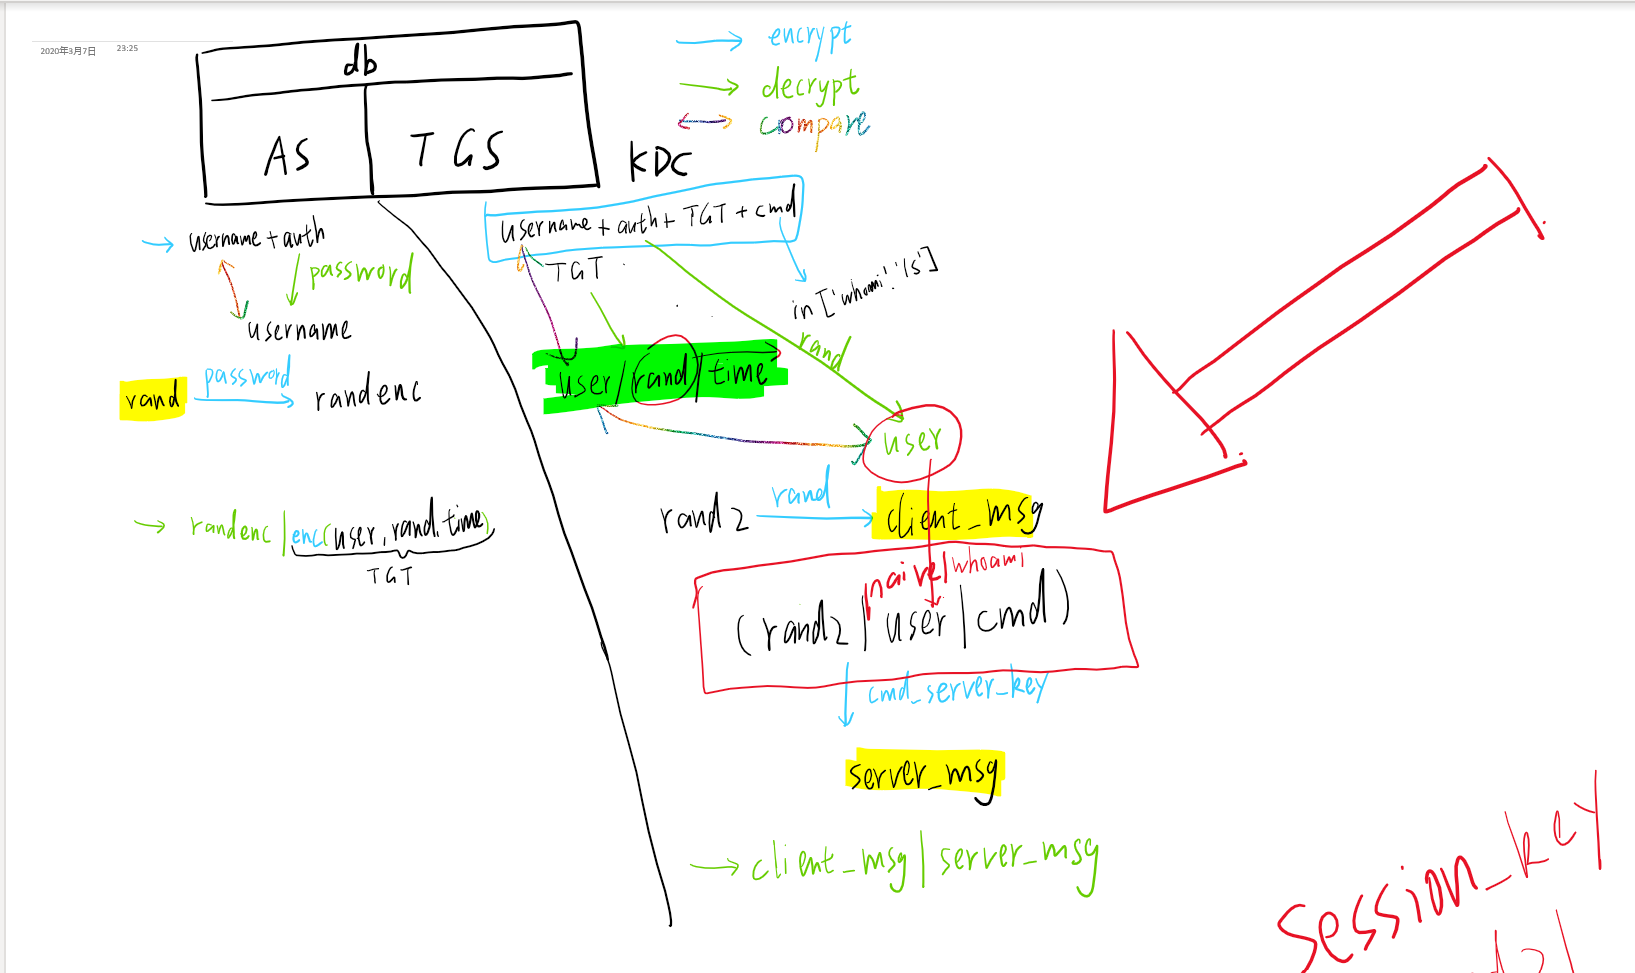 2020年3月7日 23:25
db
AS
TGS
KDC
encrypt
decrypt
compare
username + auth
password
username
rand
password
randenc
randenc | enc(user, rand, time)
TGT
username + auth + TGT + cmd
TGT
in ['whoami' 'ls']
rand
user / rand / time
user
rand2
rand
client_msg
naive/whoami
(rand2 | user | cmd)
cmd_server_key
server_msg
client_msg | server_msg
session_key